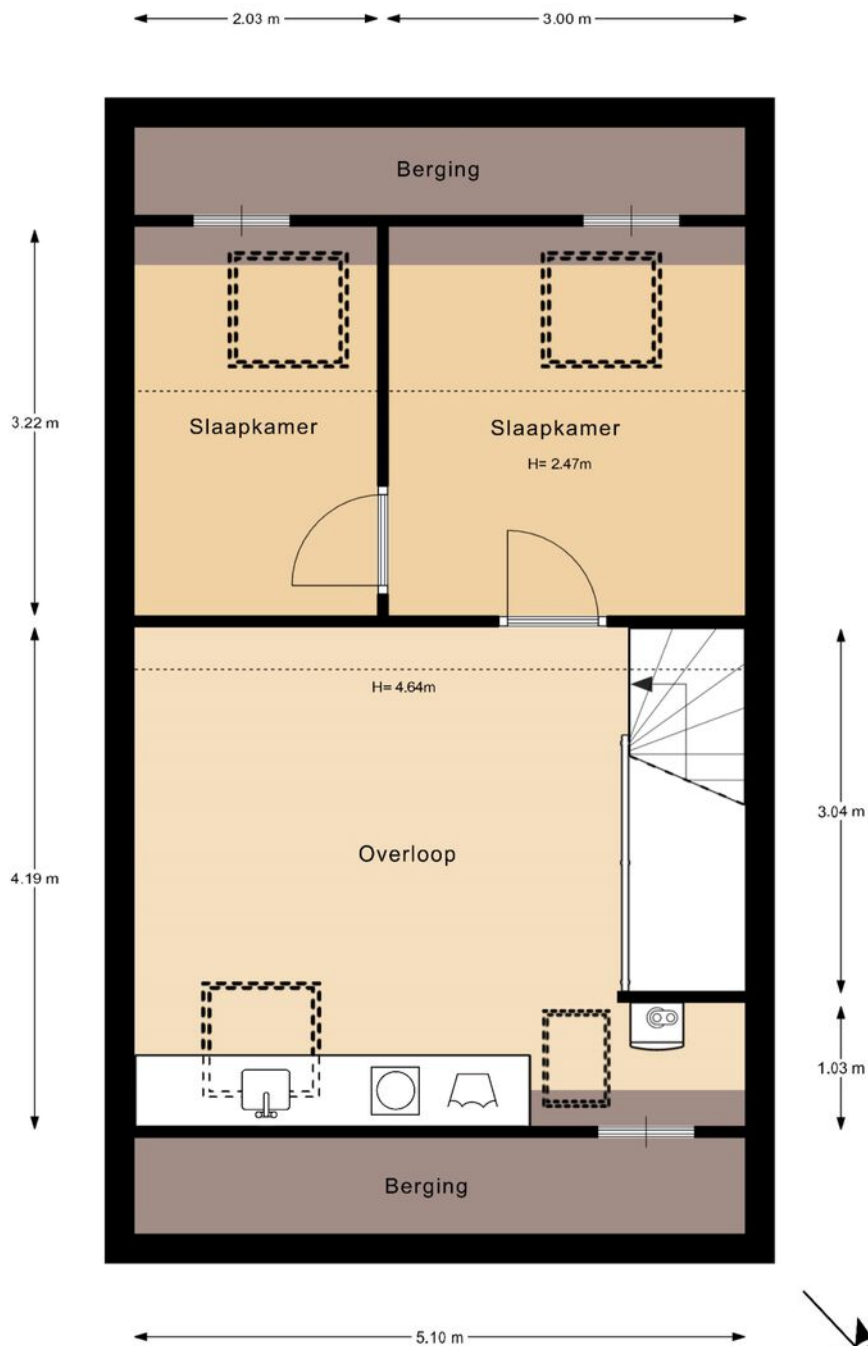 2.03 m
3.00 m
Berging
3.22 m
Slaapkamer
Slaapkamer
H= 2.47m
H= 4.64m
3.04 m
Overloop
4.19 m
1.03 m
Berging
5.10 m